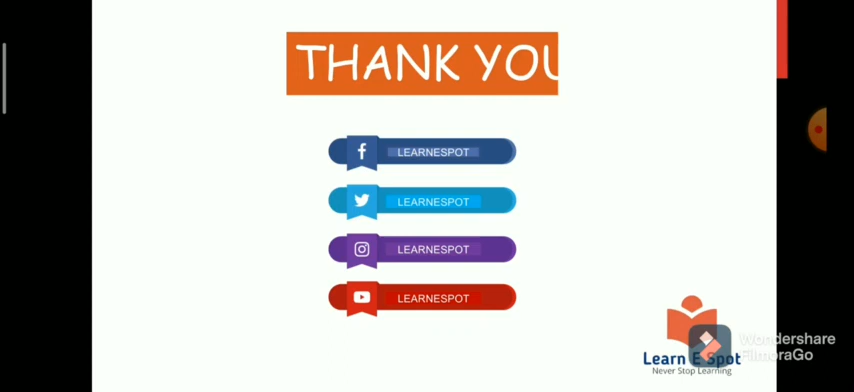 THANK YOU
LEARNESPOT
LEARNESPOT
LEARNESPOT
LEARNESPOT
Wondershare
FilmoraGo
Learn E Spot
Never Stop Learning